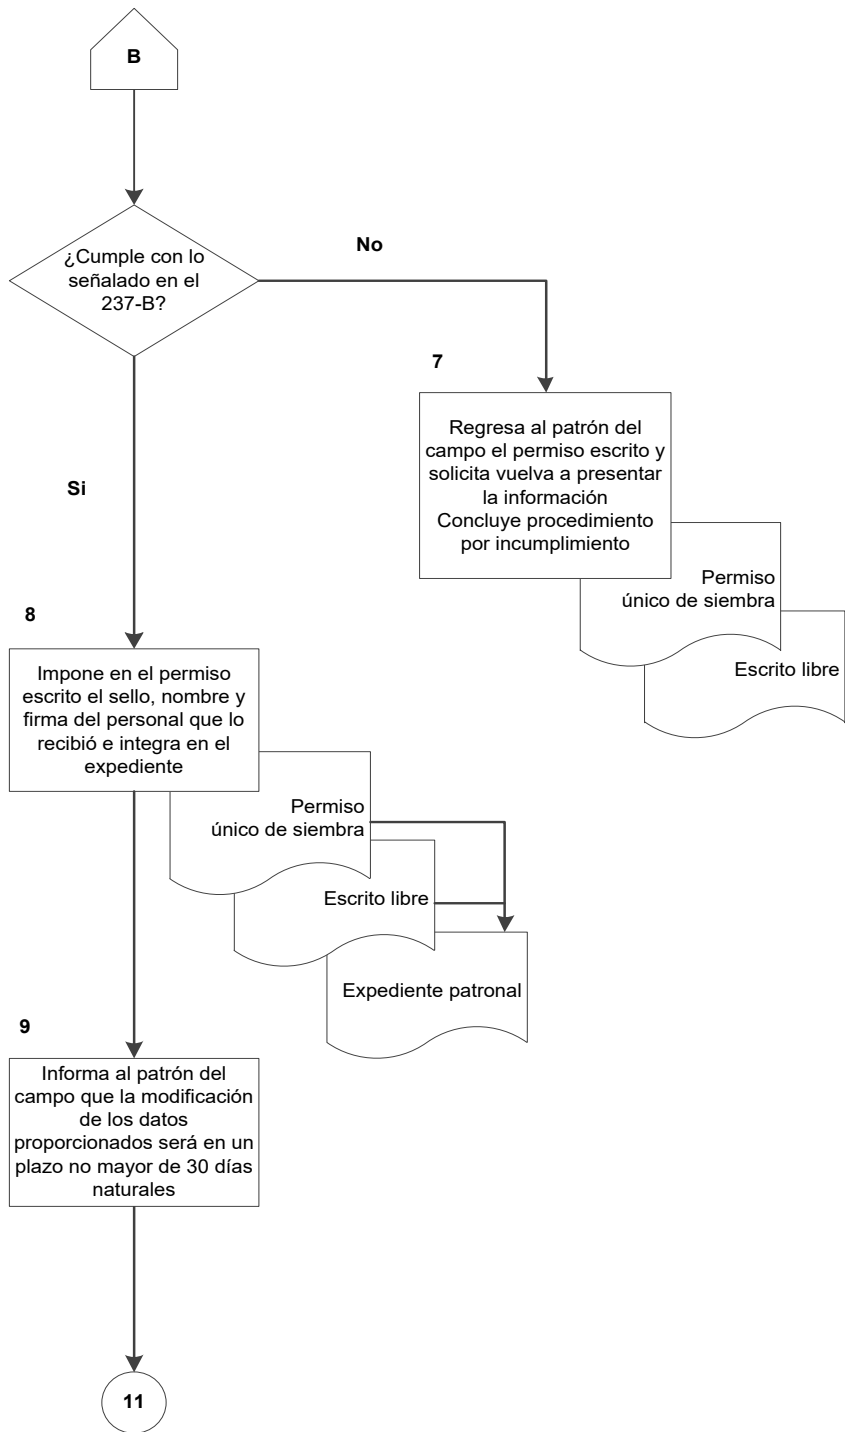 B
¿Cumple con lo
señalado en el
237-B?
No
7
Regresa al patrón del
campo el permiso escrito y
solicita vuelva a presentar
la información
Concluye procedimiento
por incumplimiento
Permiso
único de siembra
Escrito libre
Si
8
Impone en el permiso
escrito el sello, nombre y
firma del personal que lo
recibió e integra en el
expediente
Permiso
único de siembra
Escrito libre
Expediente patronal
9
Informa al patrón del
campo que la modificación
de los datos
proporcionados será en un
plazo no mayor de 30 días
naturales
11